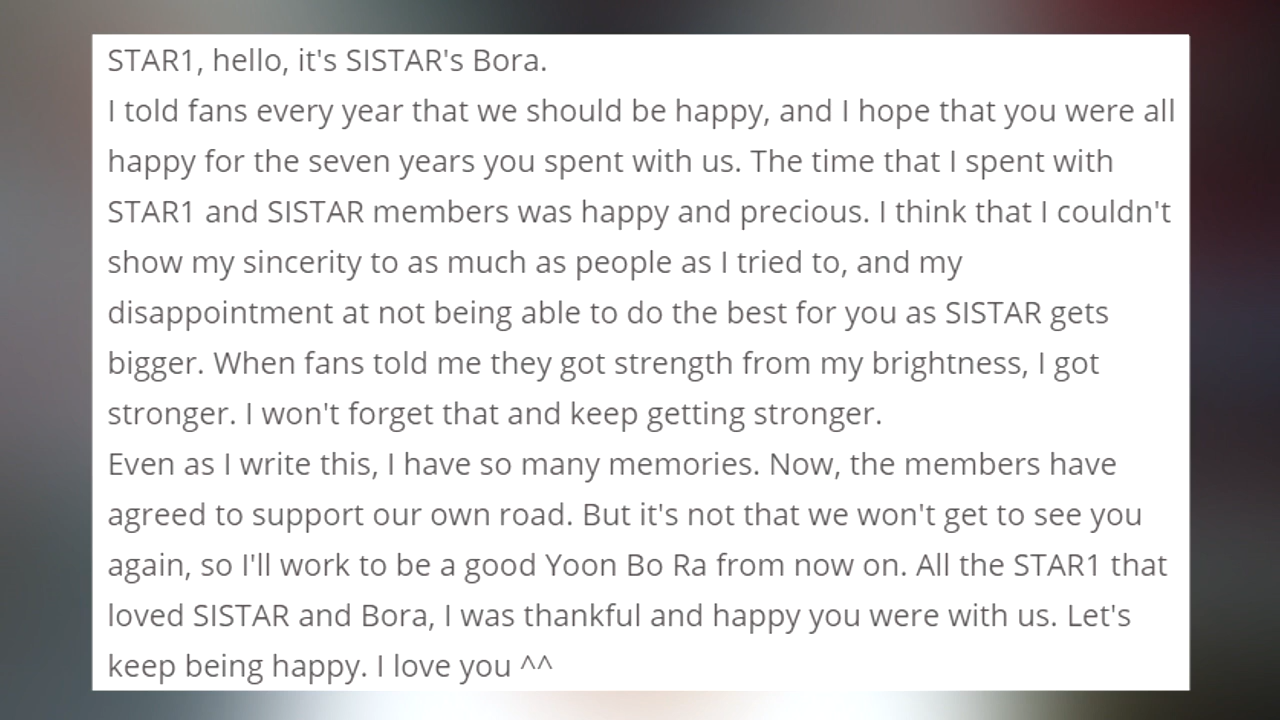 STAR1, hello, it's SISTAR's Bora.
I told fans every year that we should be happy, and I hope that you were all
happy for the seven years you spent with us. The time that I spent with
STAR1 and SISTAR members was happy and precious. I think that I couldn't
show my sincerity to as much as people as I tried to, and my
disappointment at not being able to do the best for you as SISTAR gets
bigger. When fans told me they got strength from my brightness, I got
stronger. I won't forget that and keep getting stronger.
Even as I write this, I have so many memories. Now, the members have
agreed to support our own road. But it's not that we won't get to see you
again, so I'll work to be a good Yoon Bo Ra from now on. All the STAR1 that
loved SISTAR and Bora, I was thankful and happy you were with us. Let's
keep being happy. I love you ^^